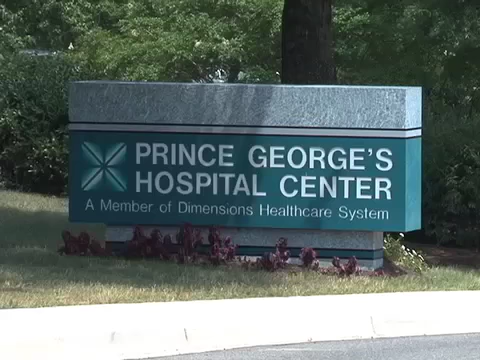 PRINCE GEORGE'S
HOSPITAL CENTER
A Member of Dimensions Healthcare System